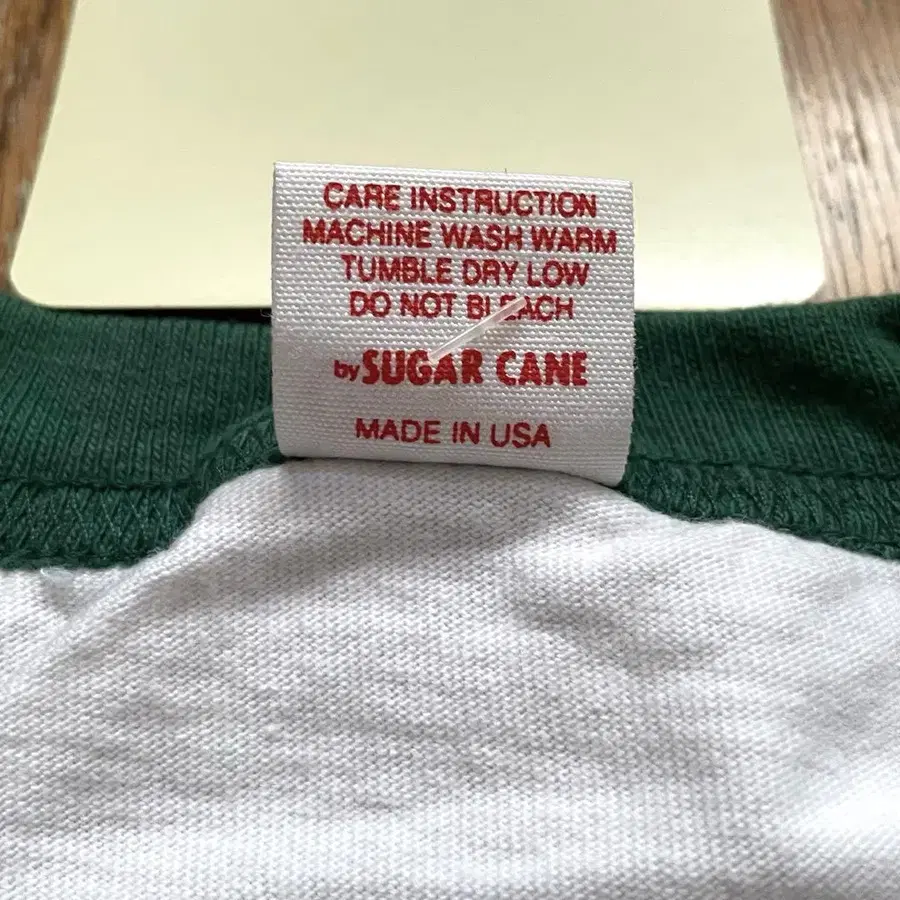 CARE INSTRUCTION
MACHINE WASH WARM
TUMBLE DRY LOW
DO NOT BLEACH
by SUGAR CANE
MADE IN USA